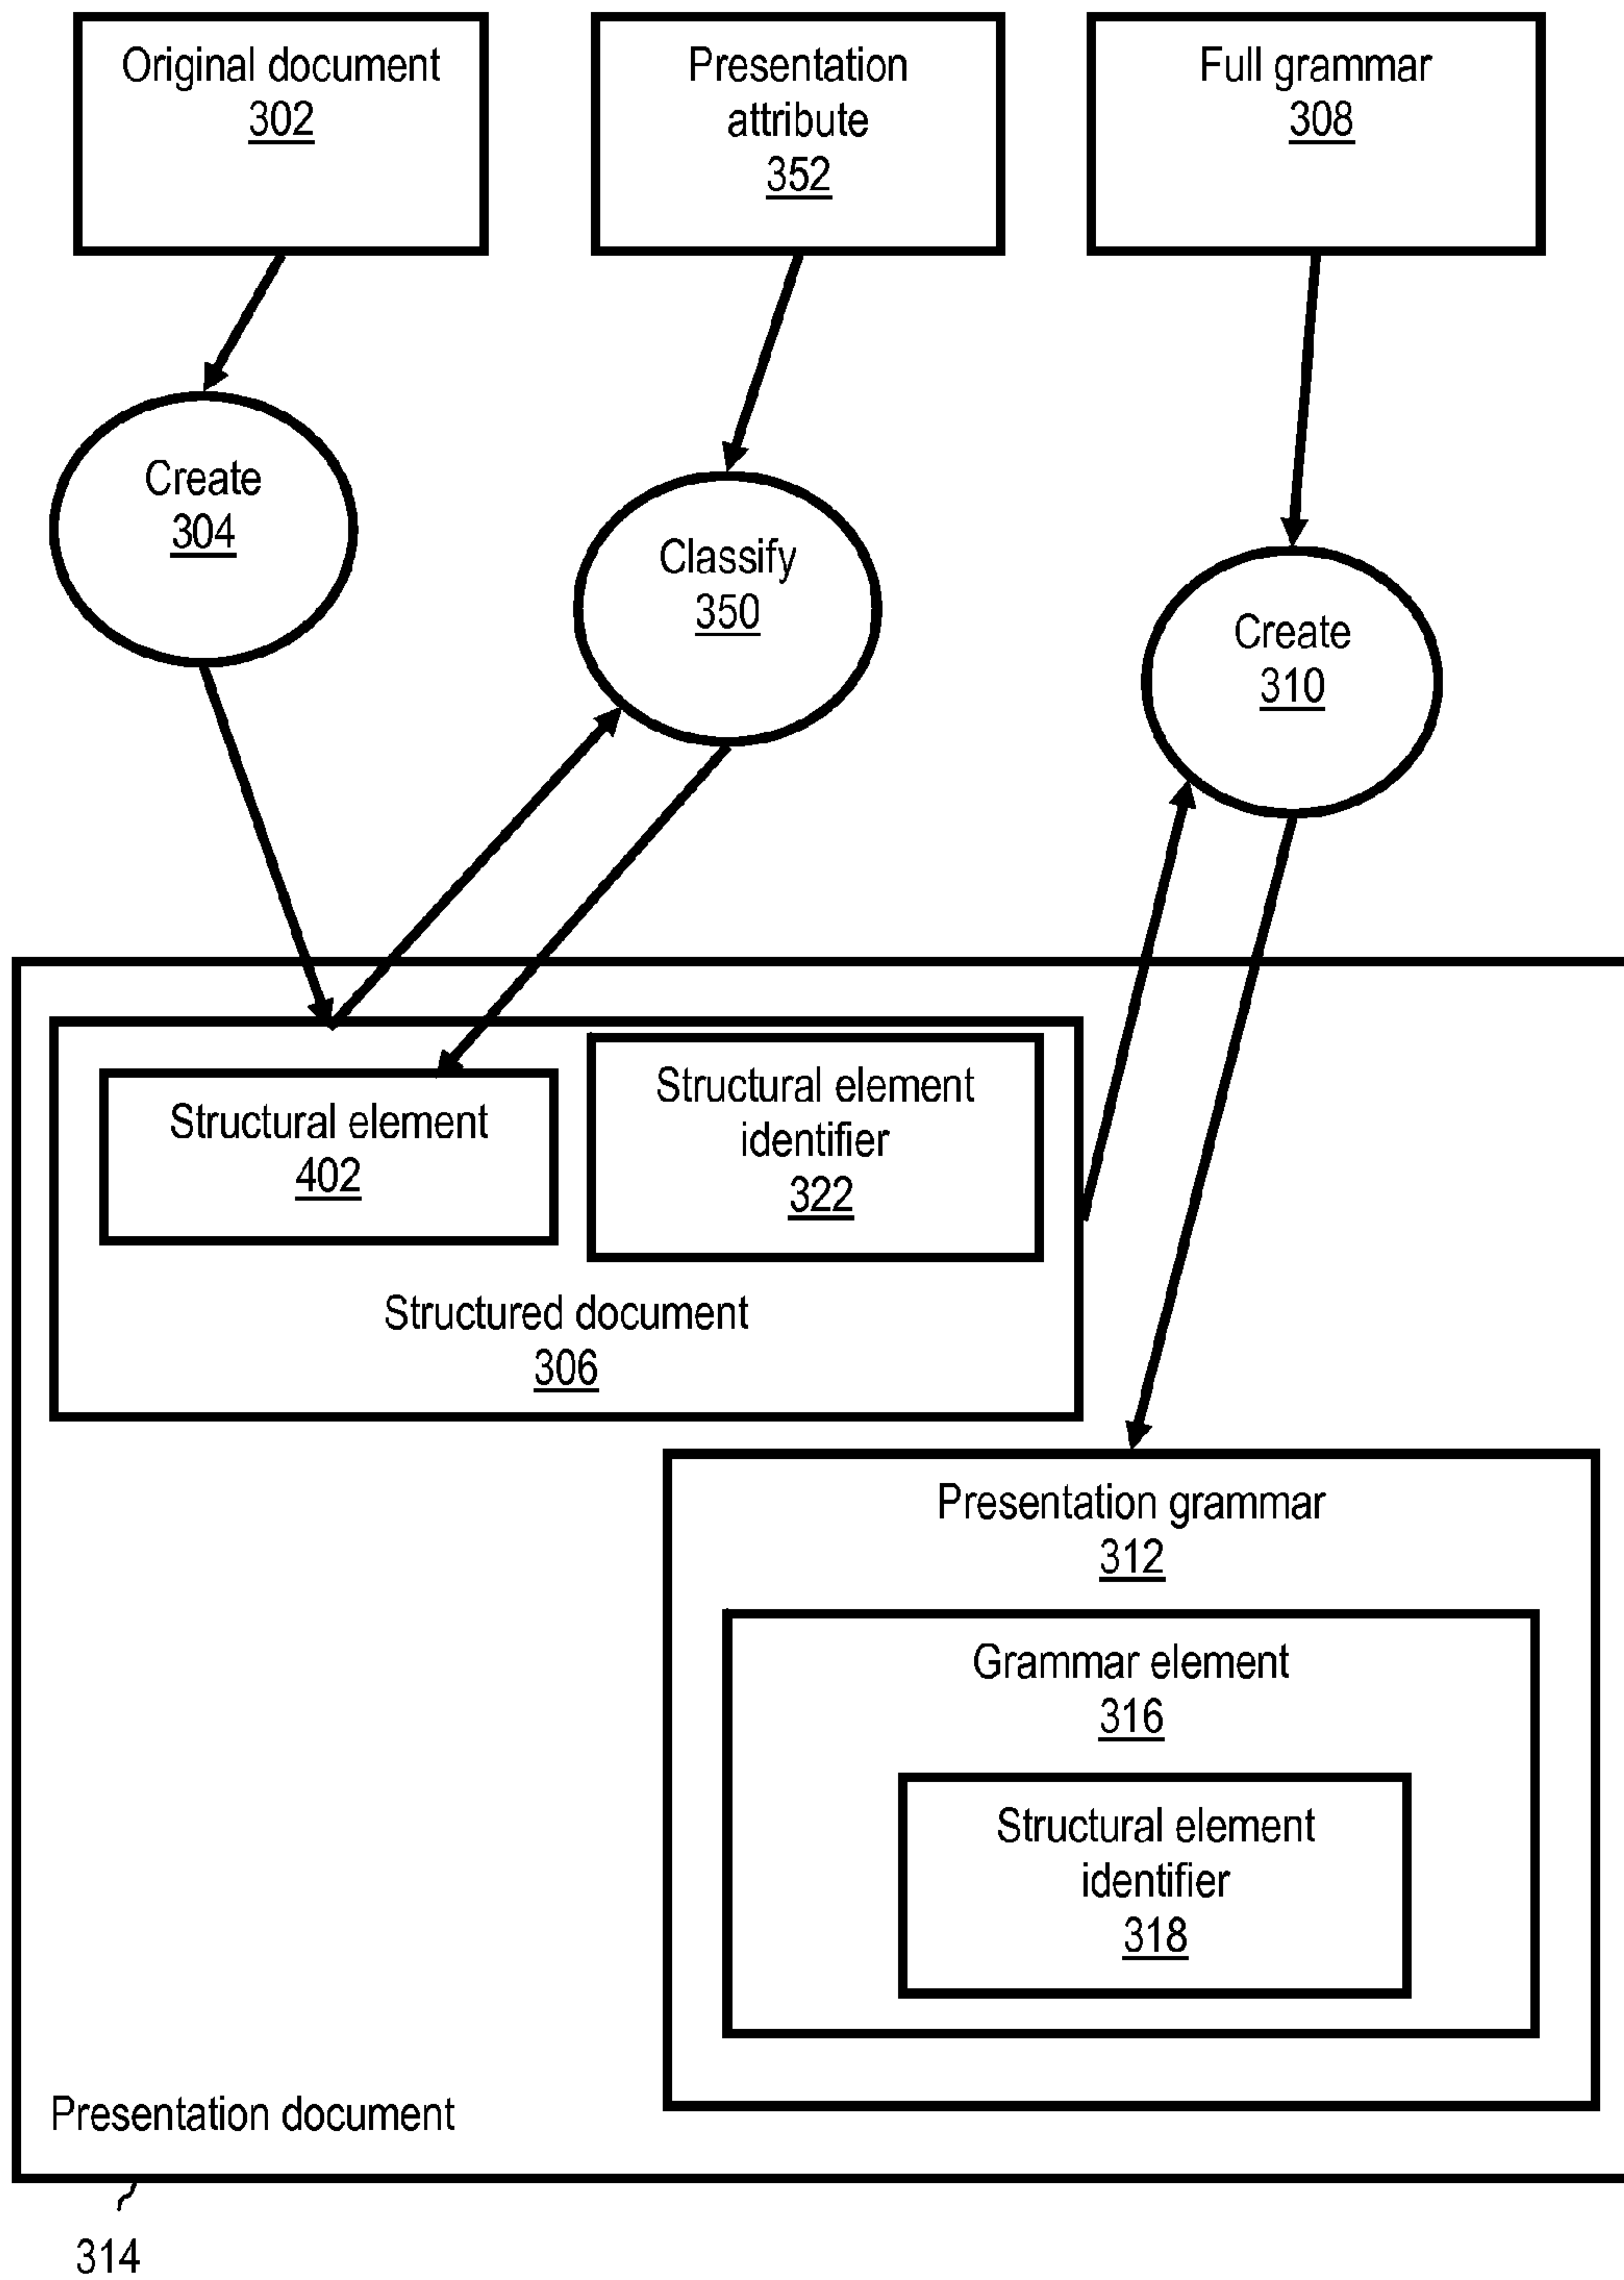 Original document
302
Presentation
attribute
352
Full grammar
308
Create
304
Classify
350
Create
310
Structural element
402
Structural element
identifier
322
Structured document
306
Presentation grammar
312
Grammar element
316
Structural element
identifier
318
Presentation document
314